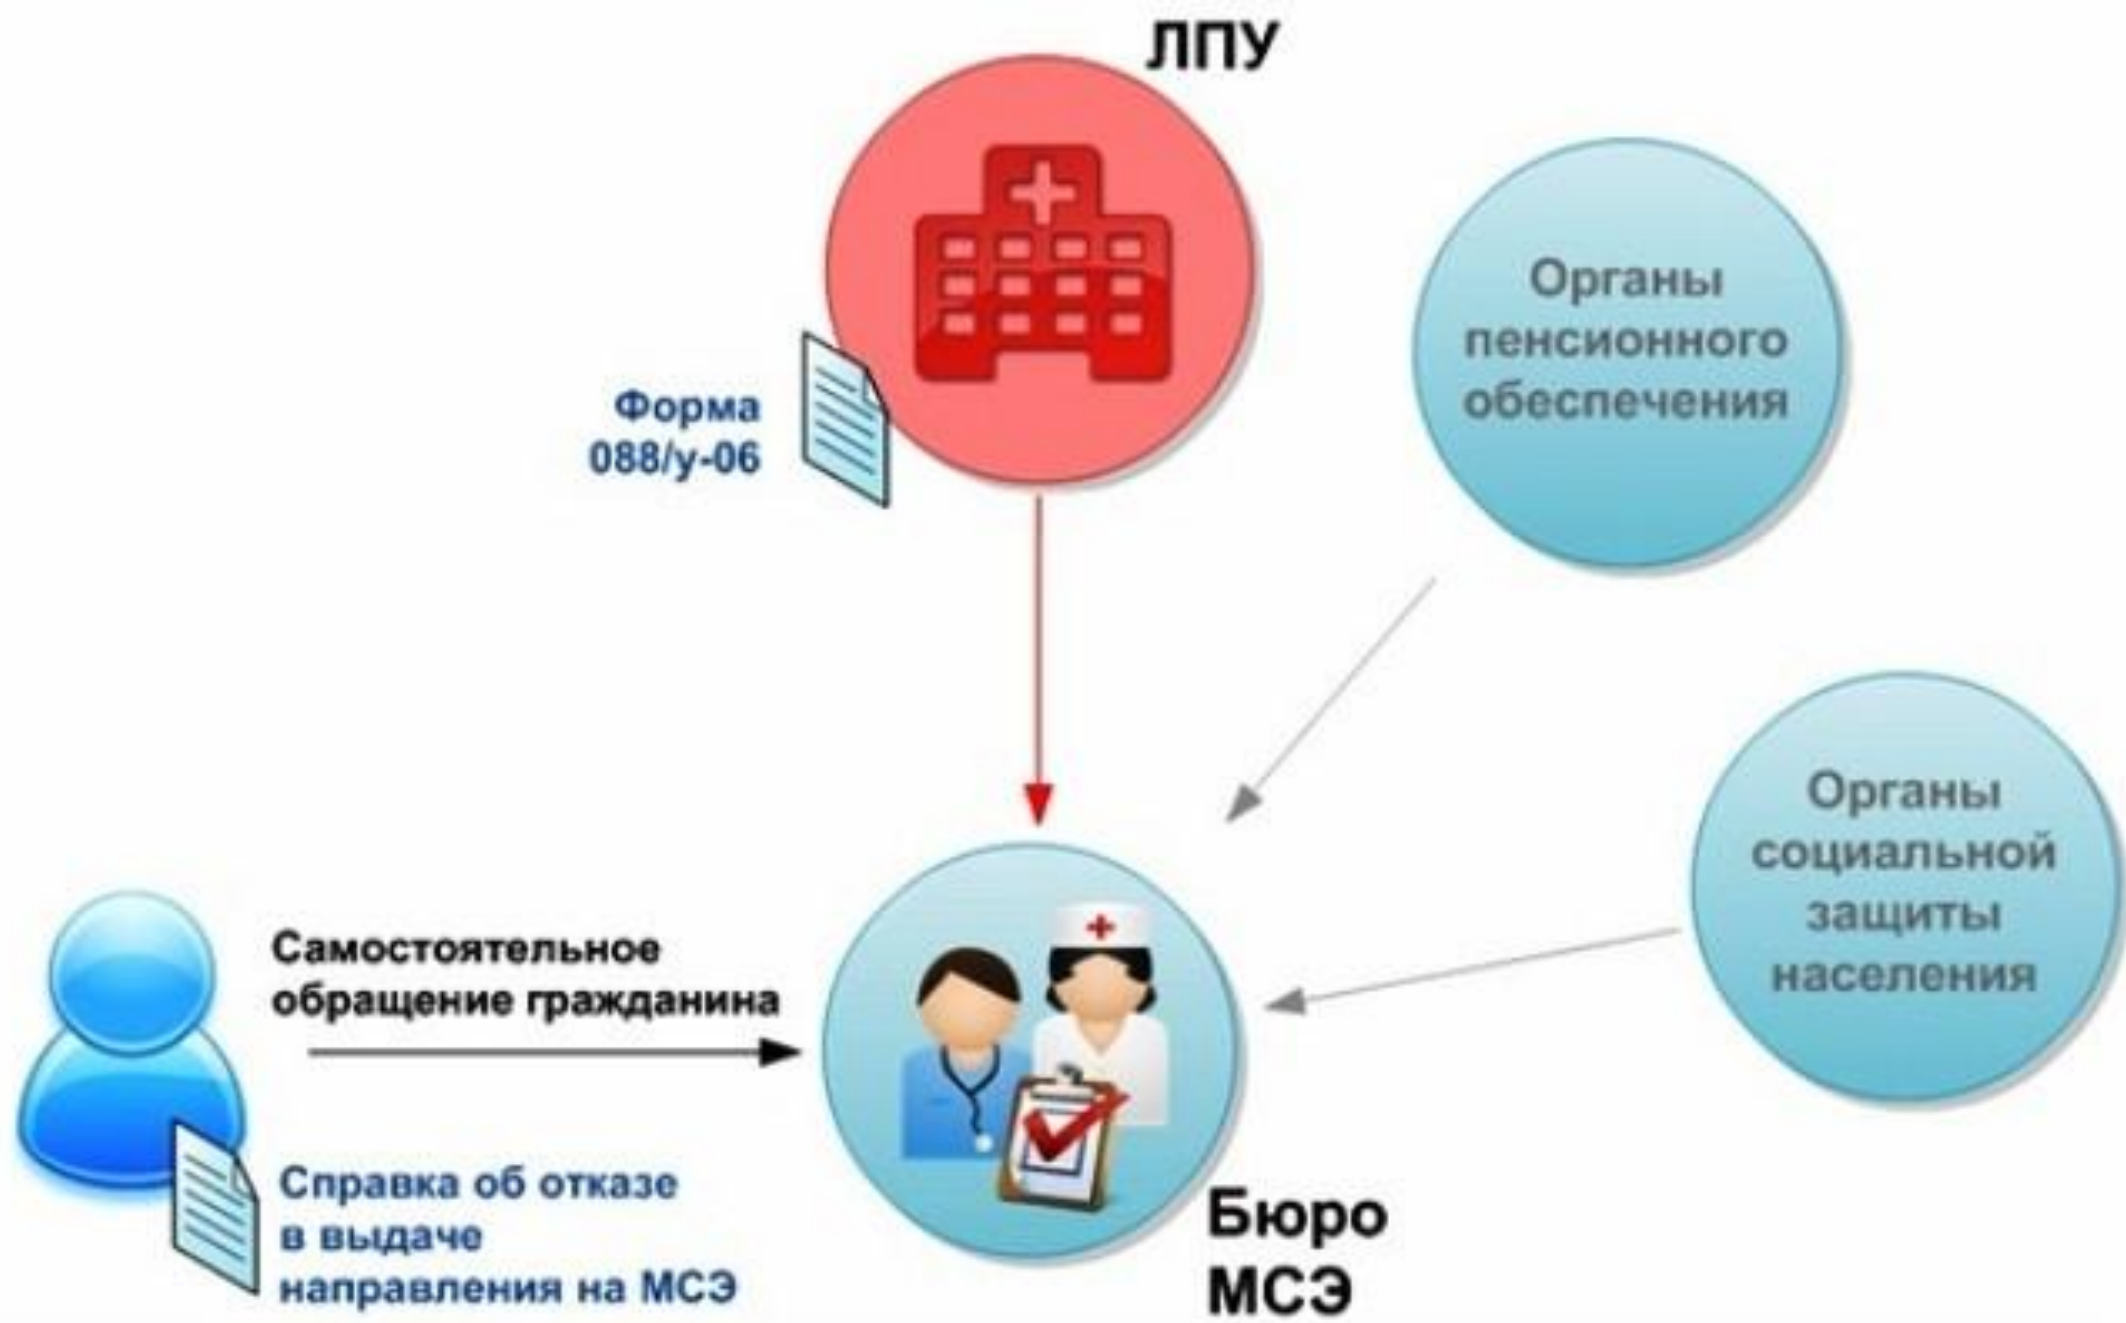 ЛПУ
Форма
088/у-06
Органы
пенсионного
обеспечения
Органы
социальной
защиты
населения
Самостоятельное
обращение гражданина
Справка об отказе
в выдаче
направления на МСЭ
Бюро
МСЭ